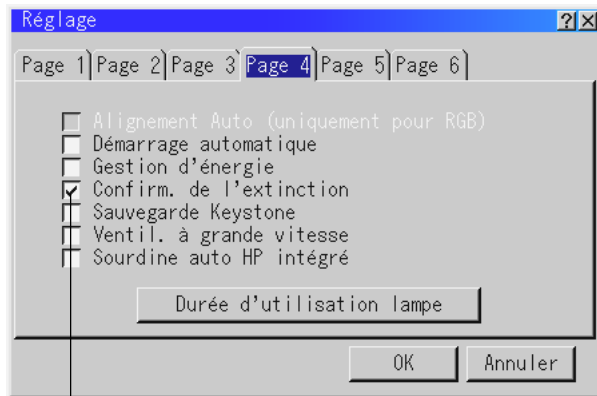 Réglage ? X
Page 1 Page 2 Page 3 Page 4 Page 5 Page 6
Alignement Auto (uniquement pour RGB)
Démarrage automatique
Gestion d'énergie
Confirm. de l'extinction
Sauvegarde Keystone
Ventil. à grande vitesse
Sourdine auto HP intégré
Durée d'utilisation lampe
OK Annuler